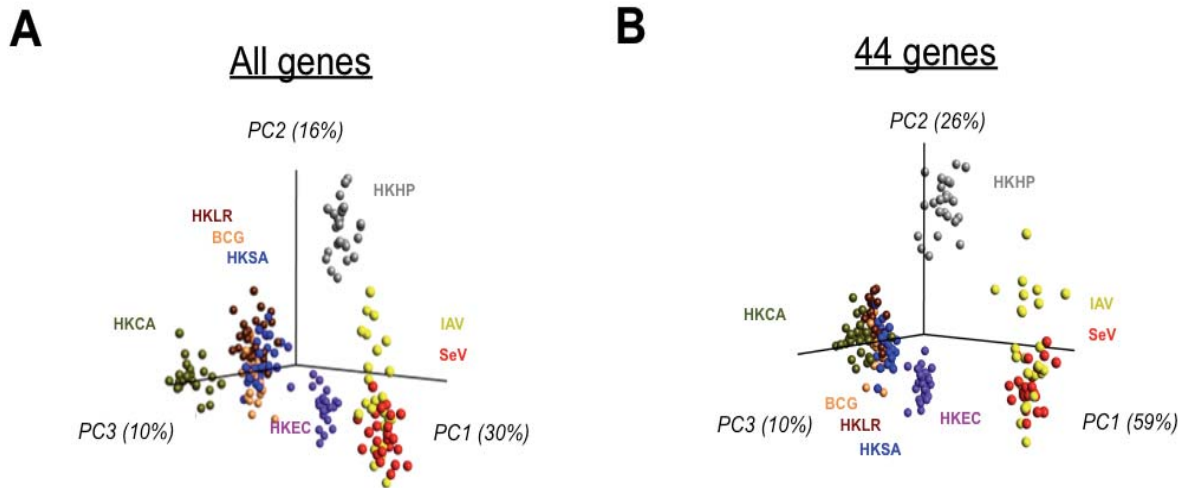 A
All genes
PC2 (16%)
HKHP
HKLR
BCG
HKSA
HKCA
IAV
SeV
HKEC
PC3 (10%)
PC1 (30%)
B
44 genes
PC2 (26%)
HKHP
HKCA
IAV
SeV
BCG
HKLR
HKSA
HKEC
PC3 (10%)
PC1 (59%)